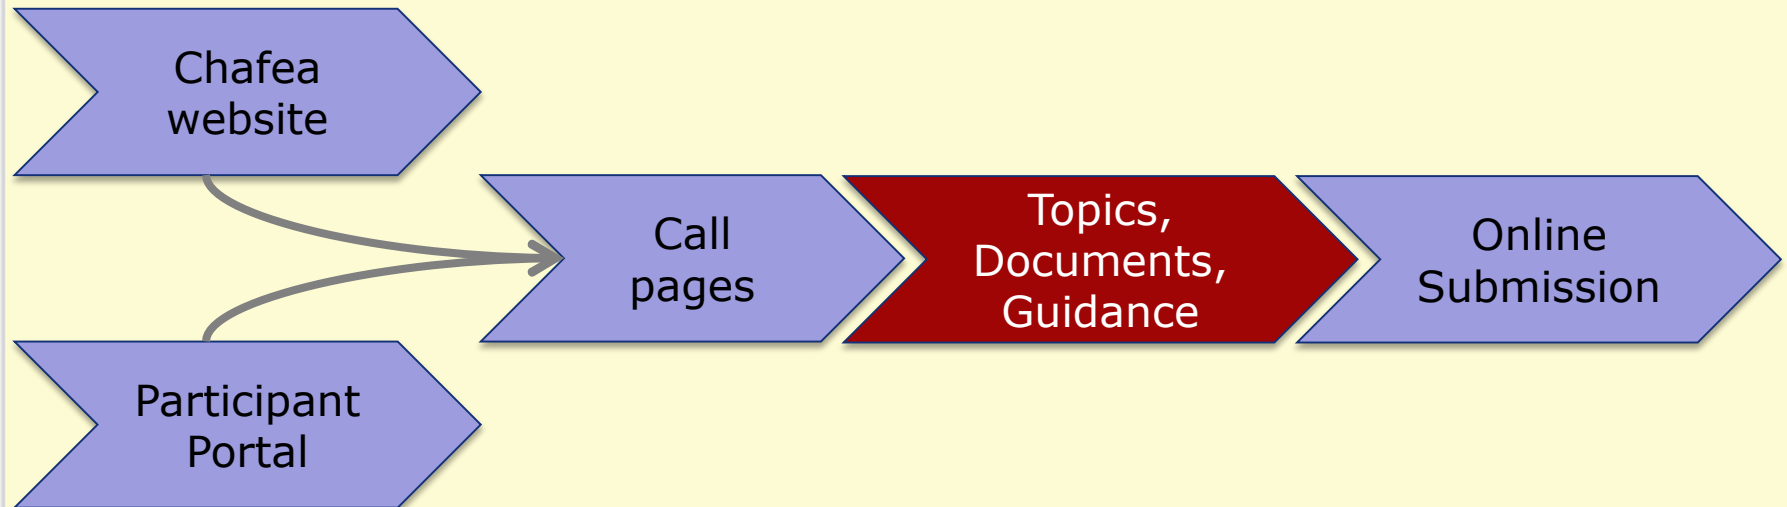 Chafea
website
Participant
Portal
Call
pages
Topics,
Documents,
Guidance
Online
Submission